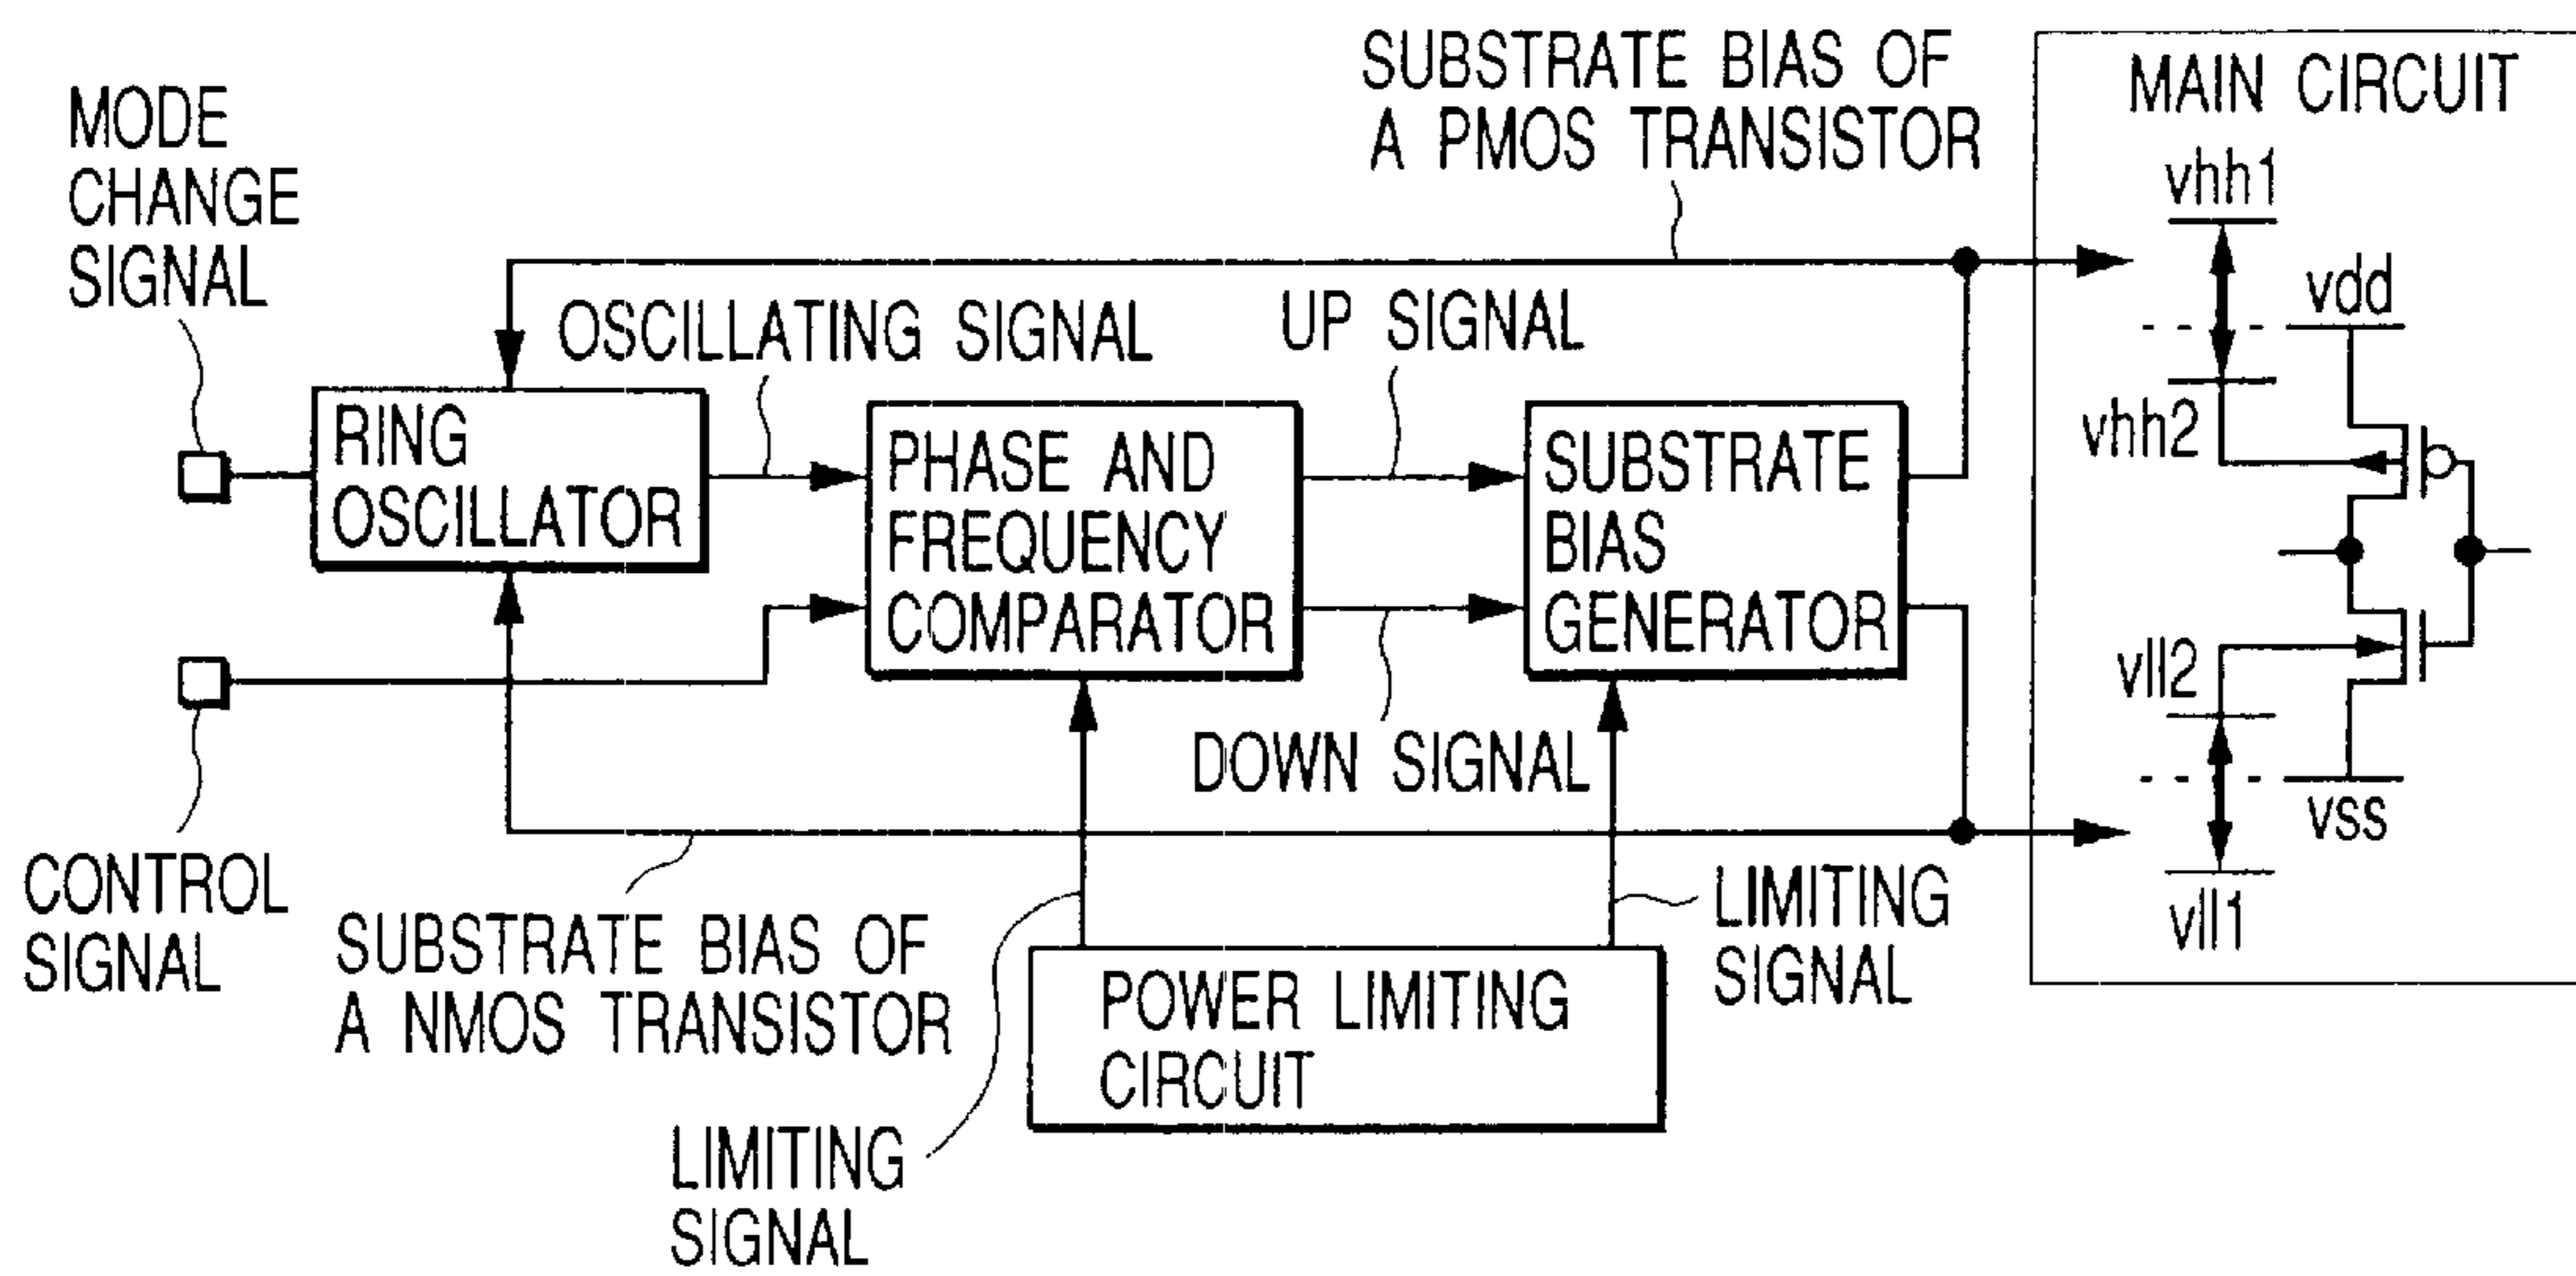 SUBSTRATE BIAS OF
A PMOS TRANSISTOR
MAIN CIRCUIT
MODE
CHANGE
SIGNAL
vhh1
vdd
OSCILLATING SIGNAL
UP SIGNAL
RING
OSCILLATOR
PHASE AND
FREQUENCY
COMPARATOR
SUBSTRATE
BIAS
GENERATOR
vhh2
vll2
DOWN SIGNAL
vss
vll1
CONTROL
SIGNAL
SUBSTRATE BIAS OF
A NMOS TRANSISTOR
LIMITING
SIGNAL
POWER LIMITING
CIRCUIT
LIMITING
SIGNAL